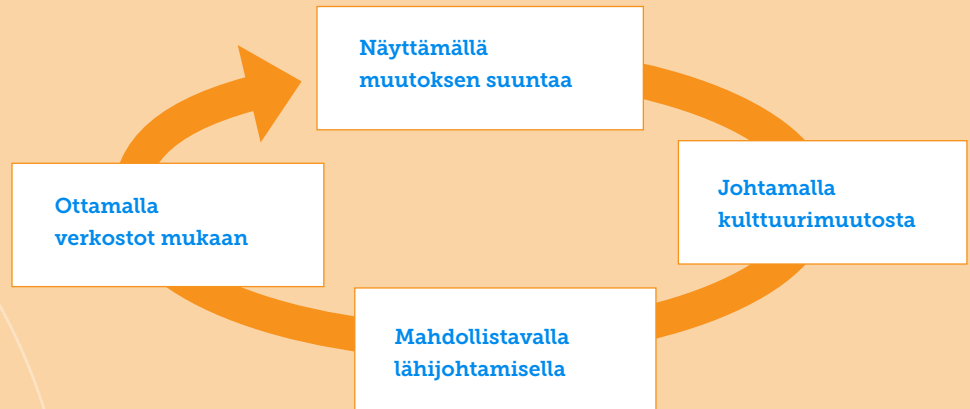 Näyttämällä
muutoksen suuntaa
Johtamalla
kulttuurimuutosta
Mahdollistavalla
lähijohtamisella
Ottamalla
verkostot mukaan